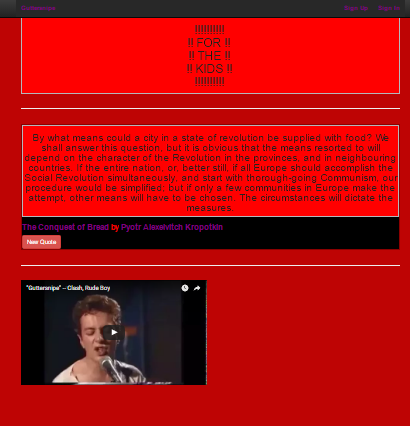 Guttersnipe Sign Up Sign In
!!!!!!!!!!
!! FOR !!
!! THE !!
!! KIDS !!
!!!!!!!!!!
By what means could a city in a state of revolution be supplied with food? We
shall answer this question, but it is obvious that the means resorted to will
depend on the character of the Revolution in the provinces, and in neighbouring
countries. If the entire nation, or, better still, if all Europe should accomplish the
Social Revolution simultaneously, and start with thorough-going Communism, our
procedure would be simplified; but if only a few communities in Europe make the
attempt, other means will have to be chosen. The circumstances will dictate the
measures.
The Conquest of Bread by Pyotr Alexeivitch Kropotkin
New Quote
"Guttersnipe" -- Clash, Rude Boy